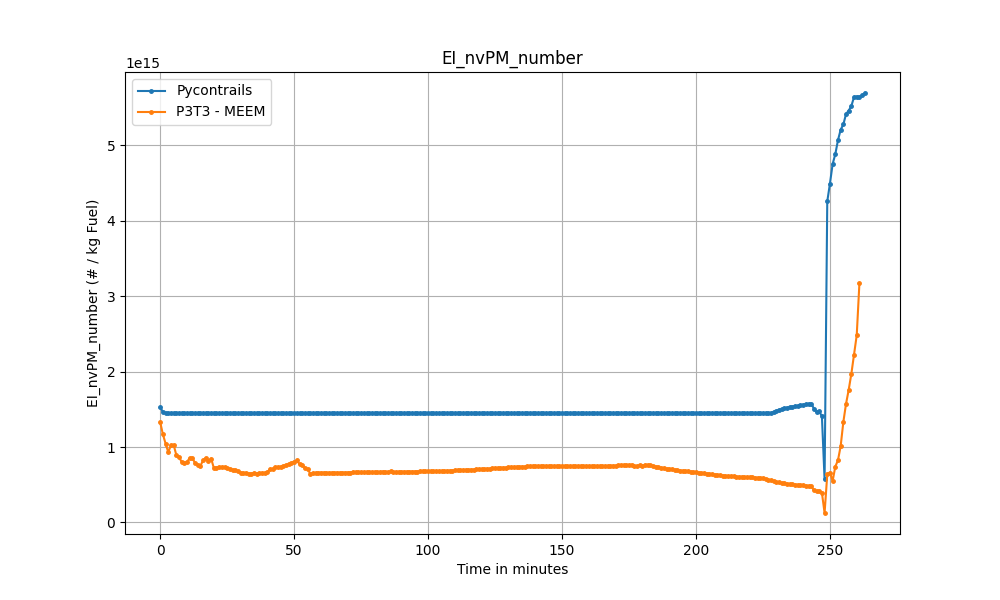 EI_nvPM_number
1e15
Pycontrails
P3T3 - MEEM
EI_nvPM_number (# / kg Fuel)
5
4
3
2
1
0
0 50 100 150 200 250
Time in minutes